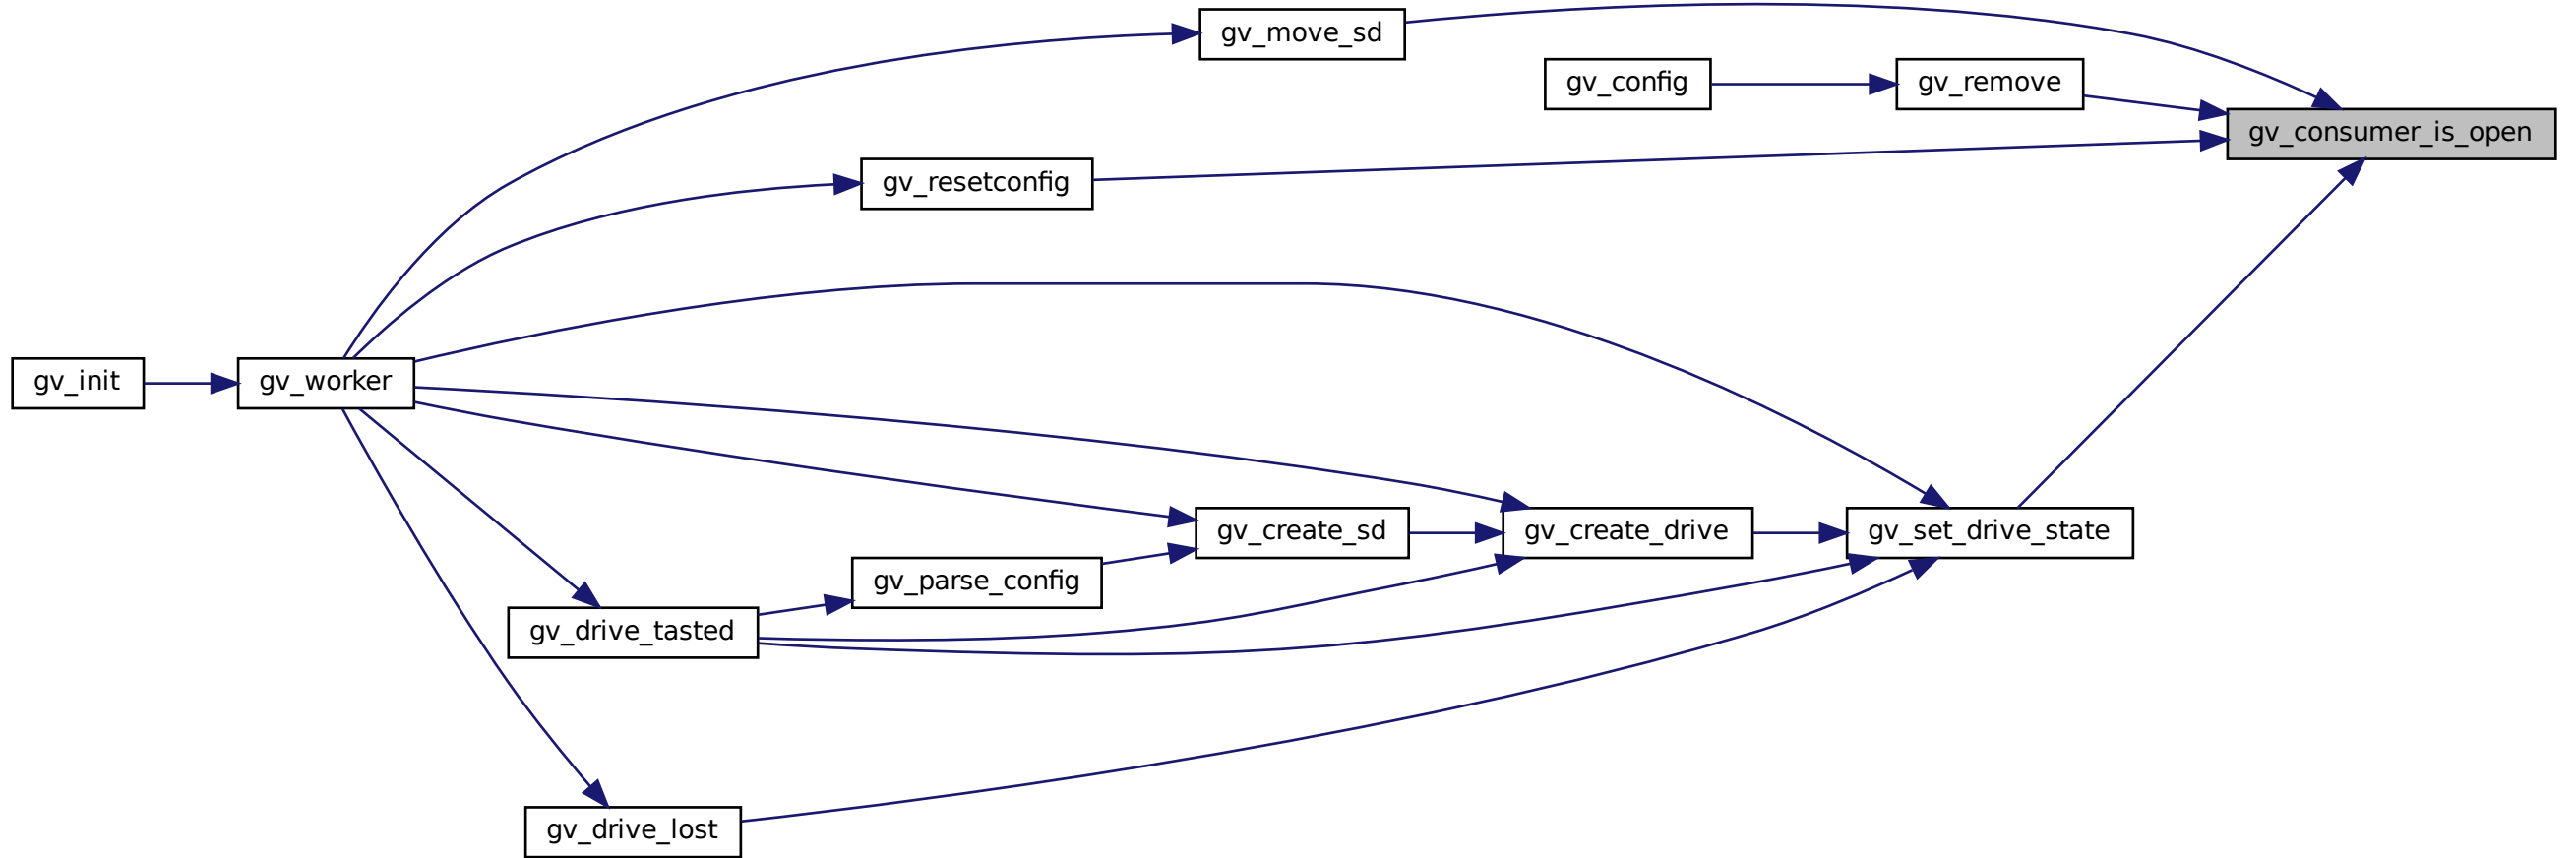 gv_move_sd
gv_config
gv_remove
gv_consumer_is_open
gv_resetconfig
gv_init
gv_worker
gv_create_sd
gv_create_drive
gv_set_drive_state
gv_parse_config
gv_drive_tasted
gv_drive_lost